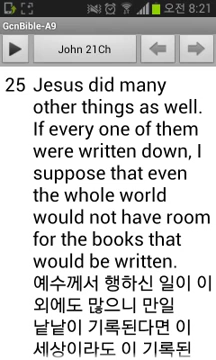 오전 8:21
GcnBible-A9
John 21Ch
25 Jesus did many
other things as well.
If every one of them
were written down, I
suppose that even
the whole world
would not have room
for the books that
would be written.
예수께서 행하신 일이 이
외에도 많으니 만일
낱낱이 기록된다면 이
세상이라도 이 기록된